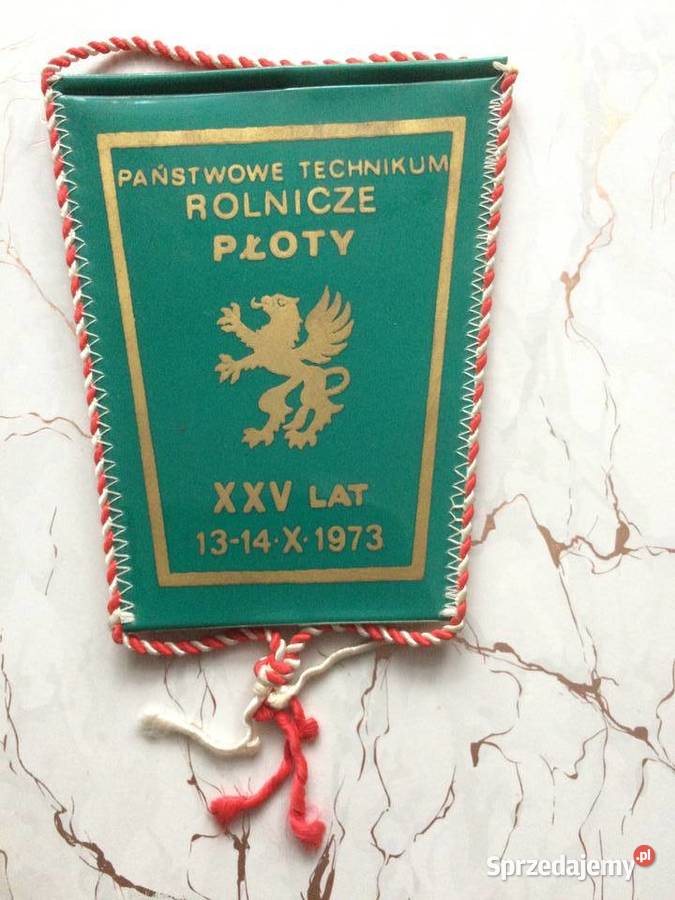 PAŃSTWOWE TECHNIKUM
ROLNICZE
PŁOTY
XXV LAT
13-14·X·1973
Sprzedajemy.pl